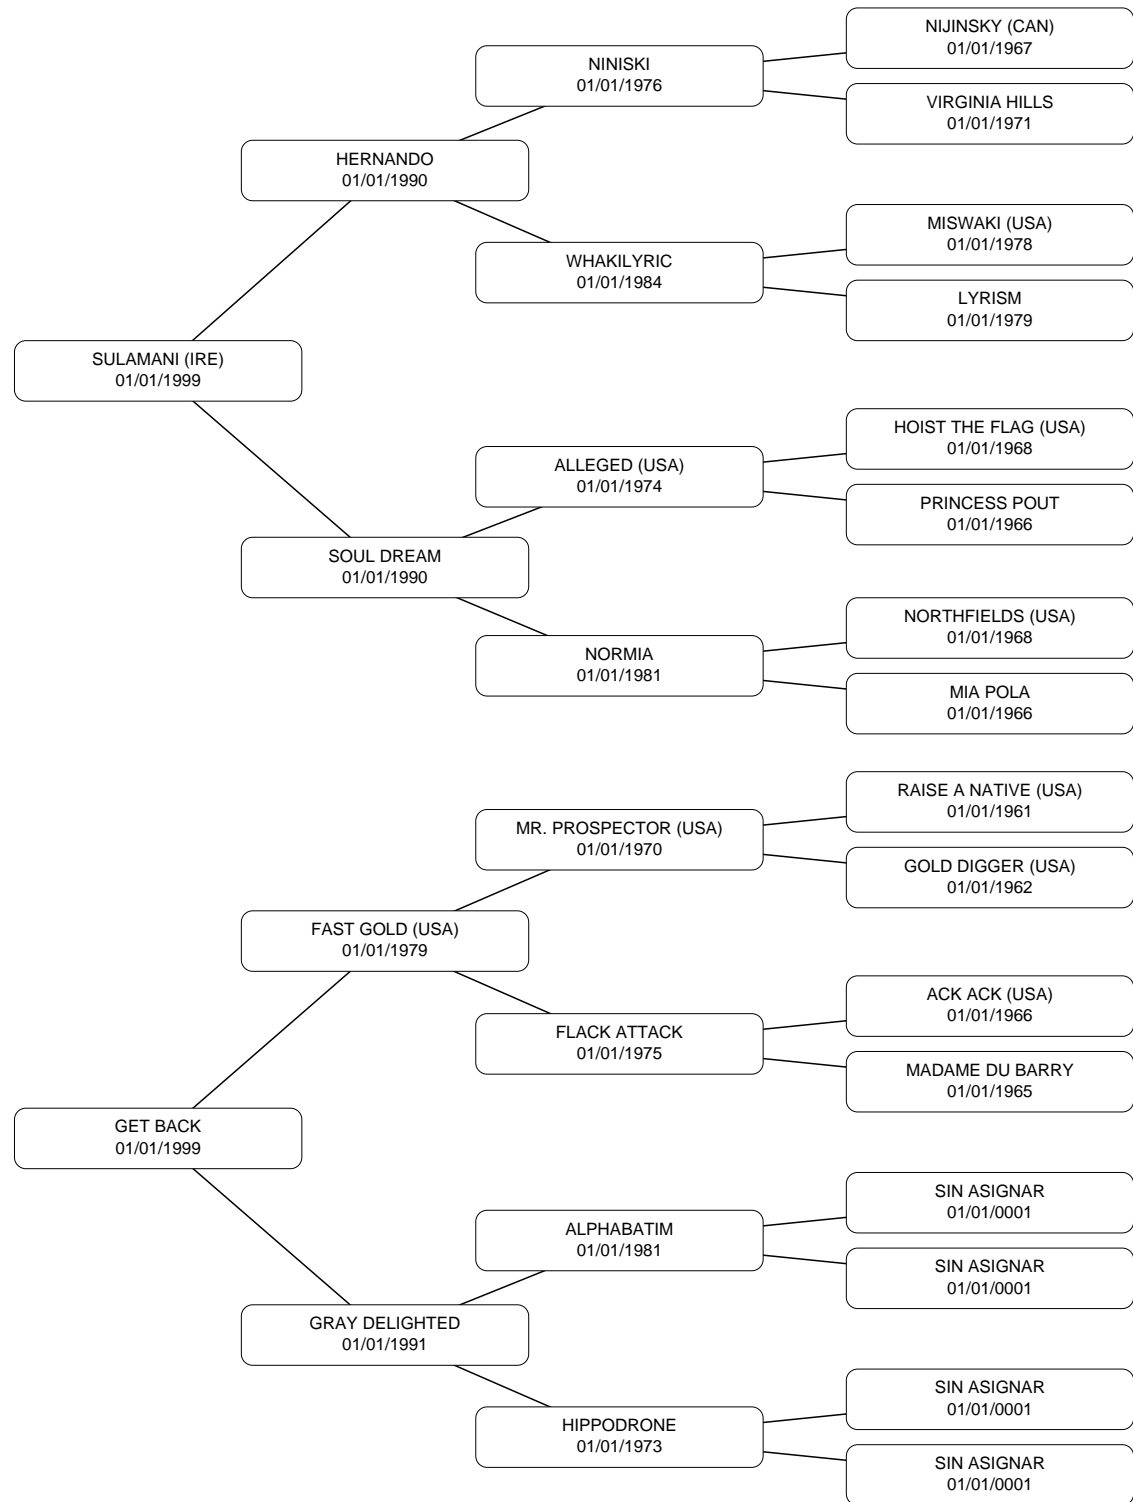 NIJINSKY (CAN)
01/01/1967
NINISKI
01/01/1976
VIRGINIA HILLS
01/01/1971
HERNANDO
01/01/1990
MISWAKI (USA)
01/01/1978
WHAKILYRIC
01/01/1984
LYRISM
01/01/1979
SULAMANI (IRE)
01/01/1999
HOIST THE FLAG (USA)
01/01/1968
ALLEGED (USA)
01/01/1974
PRINCESS POUT
01/01/1966
SOUL DREAM
01/01/1990
NORTHFIELDS (USA)
01/01/1968
NORMIA
01/01/1981
MIA POLA
01/01/1966
RAISE A NATIVE (USA)
01/01/1961
MR. PROSPECTOR (USA)
01/01/1970
GOLD DIGGER (USA)
01/01/1962
FAST GOLD (USA)
01/01/1979
ACK ACK (USA)
01/01/1966
FLACK ATTACK
01/01/1975
MADAME DU BARRY
01/01/1965
GET BACK
01/01/1999
SIN ASIGNAR
01/01/0001
ALPHABATIM
01/01/1981
SIN ASIGNAR
01/01/0001
GRAY DELIGHTED
01/01/1991
SIN ASIGNAR
01/01/0001
HIPPODRONE
01/01/1973
SIN ASIGNAR
01/01/0001